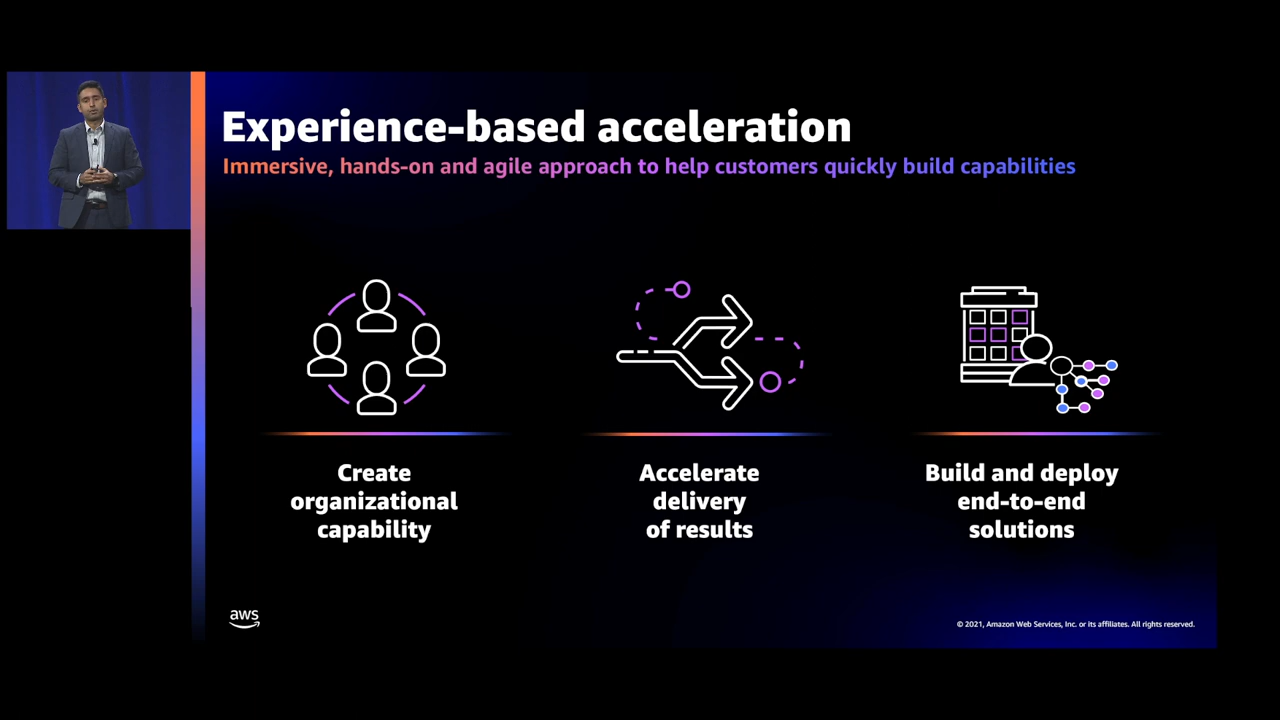 Experience-based acceleration
Immersive, hands-on and agile approach to help customers quickly build capabilities
Create
organizational
capability
Accelerate
delivery
of results
Build and deploy
end-to-end
solutions
aws
© 2021, Amazon Web Services, Inc. or its affiliates. All rights reserved.